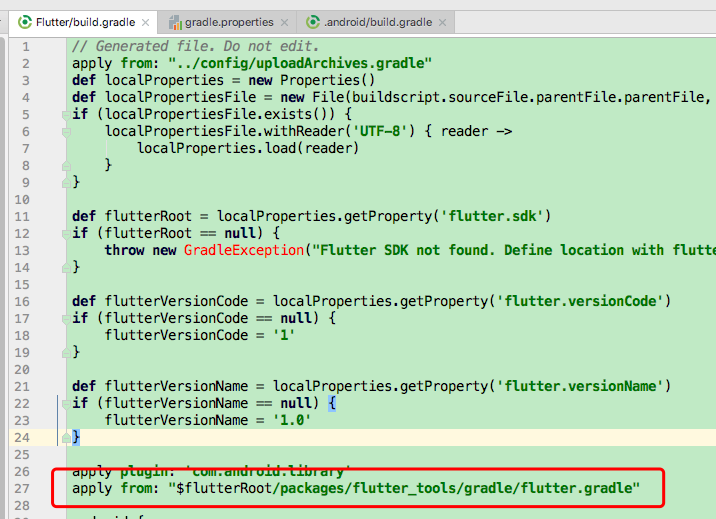 Flutter/build.gradle × gradle.properties × .android/build.gradle ×
1 // Generated file. Do not edit.
2 apply from: "../config/uploadArchives.gradle"
3 def localProperties = new Properties()
4 def localPropertiesFile = new File(buildscript.sourceFile.parentFile.parentFile,
5 if (localPropertiesFile.exists()) {
6 localPropertiesFile.withReader('UTF-8') { reader ->
7 localProperties.load(reader)
8 }
9 }
10
11 def flutterRoot = localProperties.getProperty('flutter.sdk')
12 if (flutterRoot == null) {
13 throw new GradleException("Flutter SDK not found. Define location with flutte
14 }
15
16 def flutterVersionCode = localProperties.getProperty('flutter.versionCode')
17 if (flutterVersionCode == null) {
18 flutterVersionCode = '1'
19 }
20
21 def flutterVersionName = localProperties.getProperty('flutter.versionName')
22 if (flutterVersionName == null) {
23 flutterVersionName = '1.0'
24 }
25
26 apply plugin: 'com.android.library'
27 apply from: "$flutterRoot/packages/flutter_tools/gradle/flutter.gradle"
28